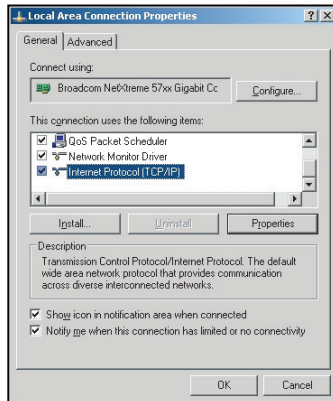 Local Area Connection Properties
General Advanced
Connect using:
Broadcom NetXtreme 57xx Gigabit Cc Configure...
This connection uses the following items:
QoS Packet Scheduler
Network Monitor Driver
Internet Protocol (TCP/IP)
Install... Uninstall Properties
Description
Transmission Control Protocol/Internet Protocol. The default
wide area network protocol that provides communication
across diverse interconnected networks.
Show icon in notification area when connected
Notify me when this connection has limited or no connectivity
OK Cancel